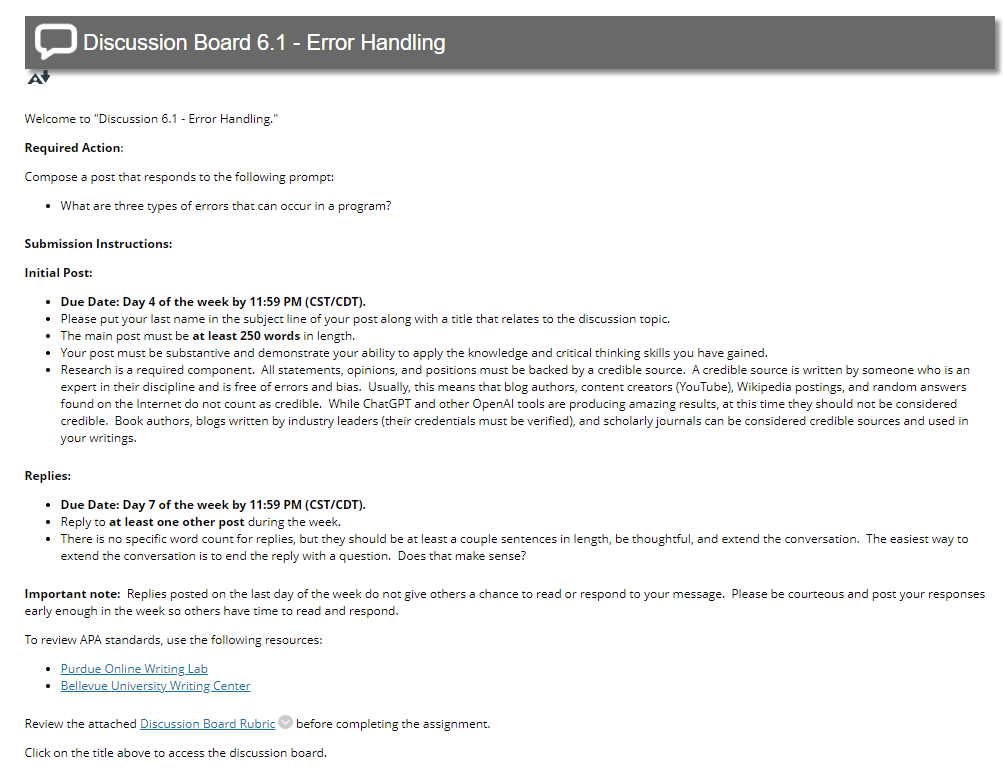 Discussion Board 6.1 - Error Handling
A
Welcome to "Discussion 6.1 - Error Handling."
Required Action:
Compose a post that responds to the following prompt:
• What are three types of errors that can occur in a program?
Submission Instructions:
Initial Post:
• Due Date: Day 4 of the week by 11:59 PM (CST/CDT).
• Please put your last name in the subject line of your post along with a title that relates to the discussion topic.
• The main post must be at least 250 words in length.
• Your post must be substantive and demonstrate your ability to apply the knowledge and critical thinking skills you have gained.
• Research is a required component.  All statements, opinions, and positions must be backed by a credible source.  A credible source is written by someone who is an
expert in their discipline and is free of errors and bias.  Usually, this means that blog authors, content creators (YouTube), Wikipedia postings, and random answers
found on the Internet do not count as credible.  While ChatGPT and other OpenAI tools are producing amazing results, at this time they should not be considered
credible.  Book authors, blogs written by industry leaders (their credentials must be verified), and scholarly journals can be considered credible sources and used in
your writings.
Replies:
• Due Date: Day 7 of the week by 11:59 PM (CST/CDT).
• Reply to at least one other post during the week.
• There is no specific word count for replies, but they should be at least a couple sentences in length, be thoughtful, and extend the conversation.  The easiest way to
extend the conversation is to end the reply with a question.  Does that make sense?
Important note:  Replies posted on the last day of the week do not give others a chance to read or respond to your message.  Please be courteous and post your responses
early enough in the week so others have time to read and respond.
To review APA standards, use the following resources:
• Purdue Online Writing Lab
• Bellevue University Writing Center
Review the attached Discussion Board Rubric before completing the assignment.
Click on the title above to access the discussion board.